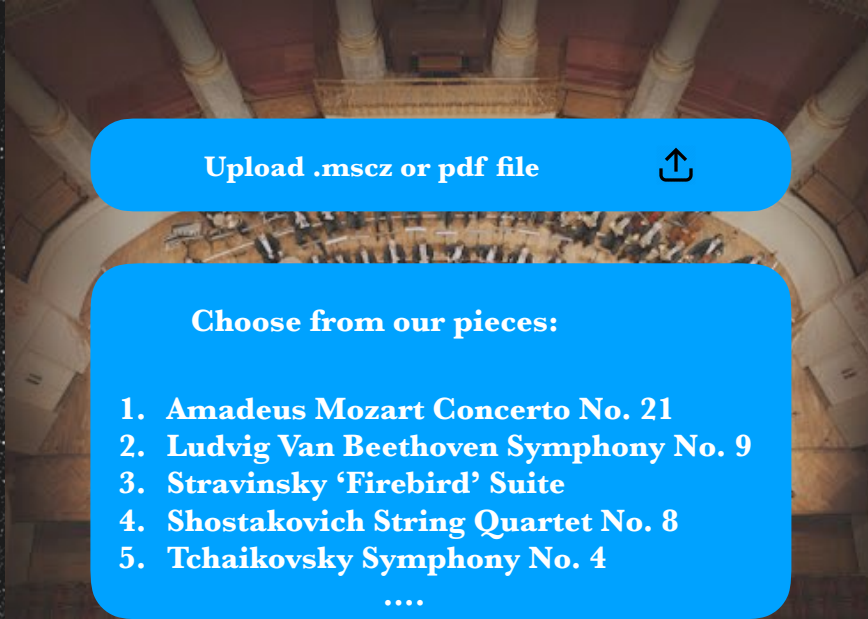 Upload .mscz or pdf file
Choose from our pieces:
1. Amadeus Mozart Concerto No. 21
2. Ludvig Van Beethoven Symphony No. 9
3. Stravinsky ‘Firebird’ Suite
4. Shostakovich String Quartet No. 8
5. Tchaikovsky Symphony No. 4
....